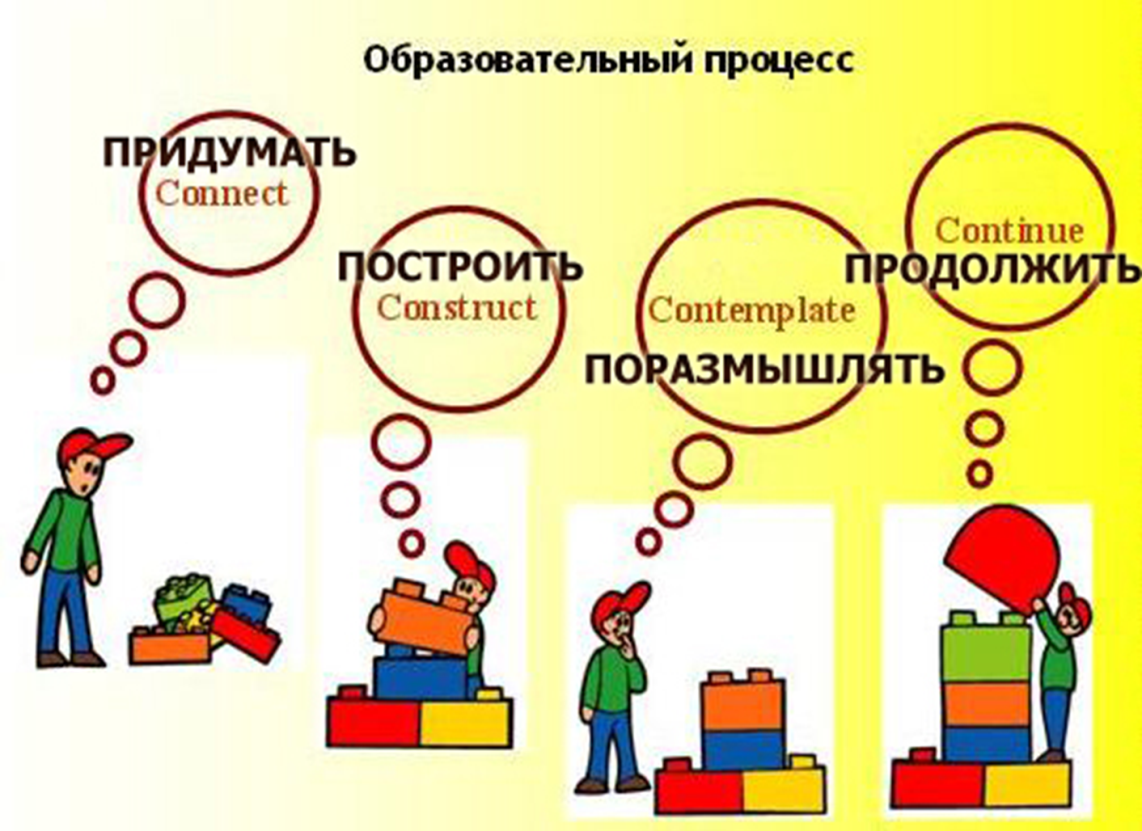 Образовательный процесс
ПРИДУМАТЬ
Connect
ПОСТРОИТЬ
Construct
Contemplate
ПОРАЗМЫШЛЯТЬ
Continue
ПРОДОЛЖИТЬ